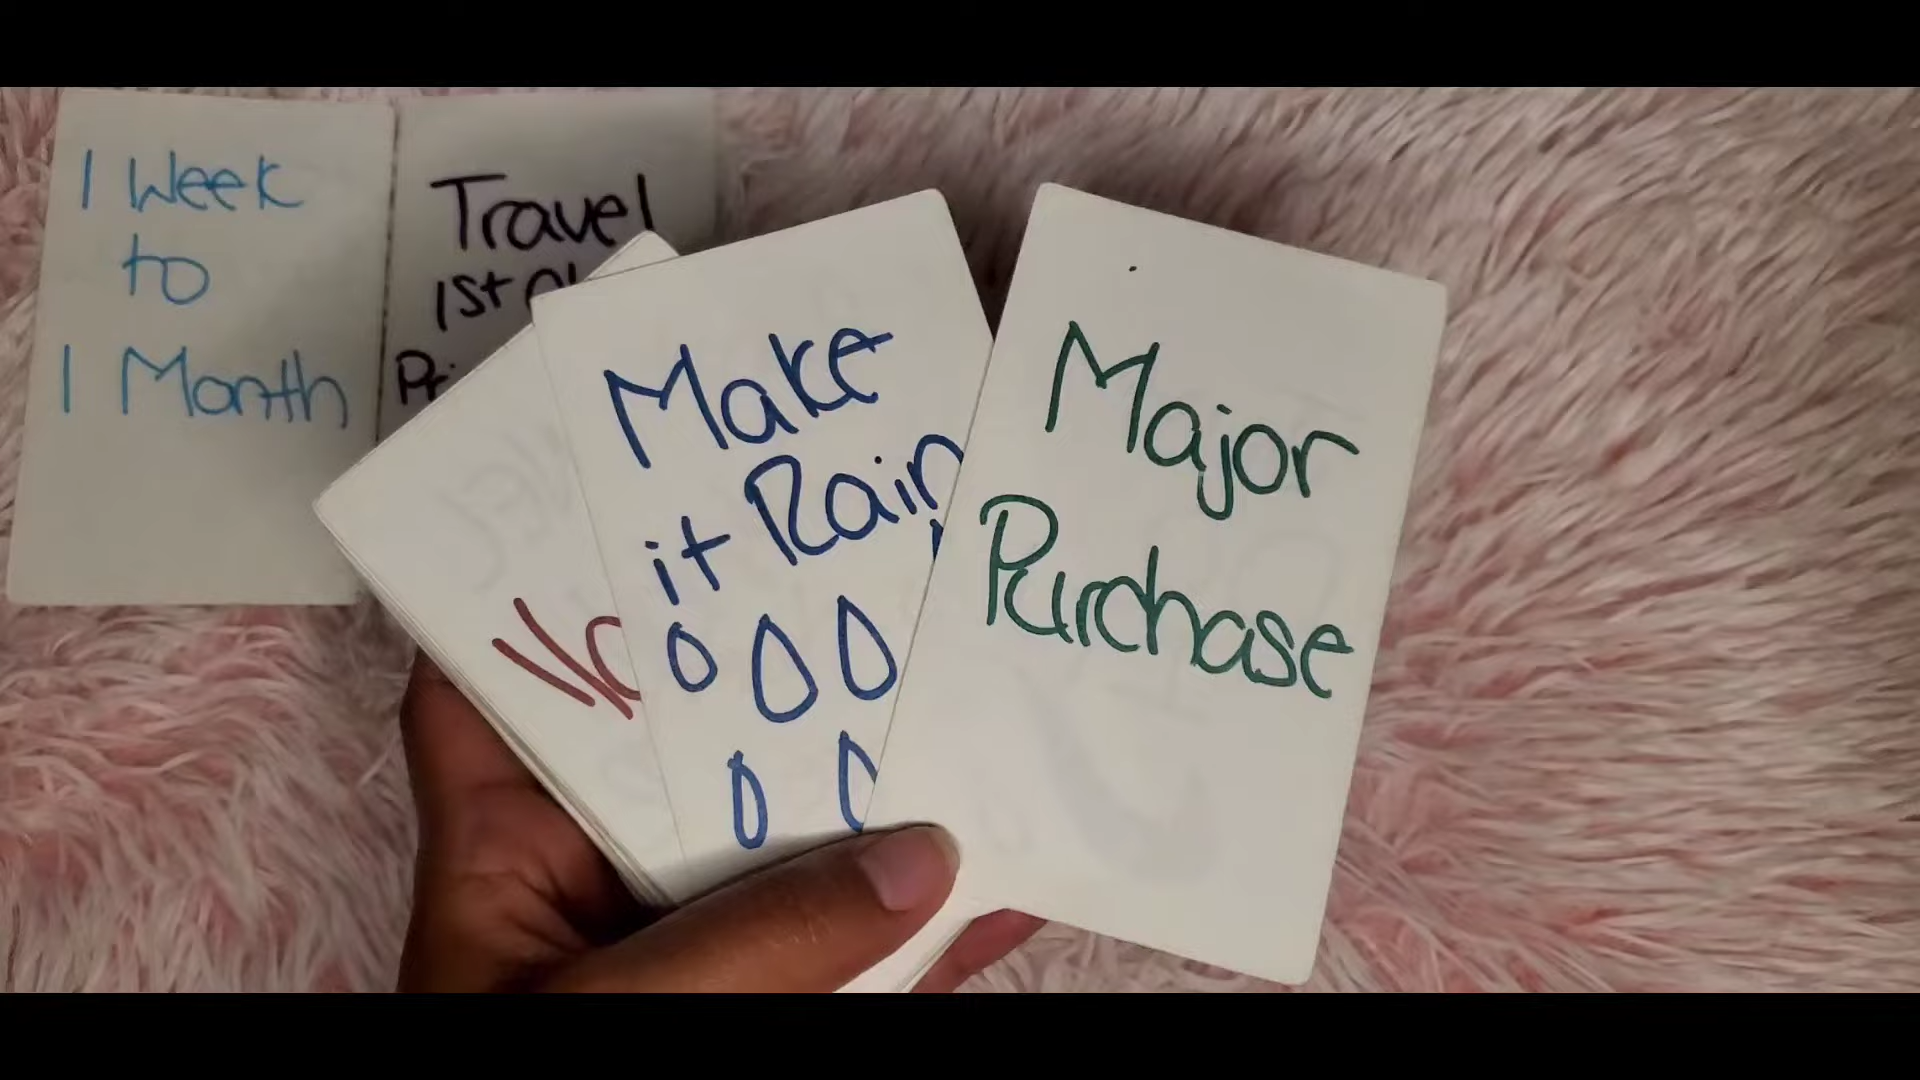 1 Week
to
1 Month
Travel
1st
Make
it Rain
Major
Purchase